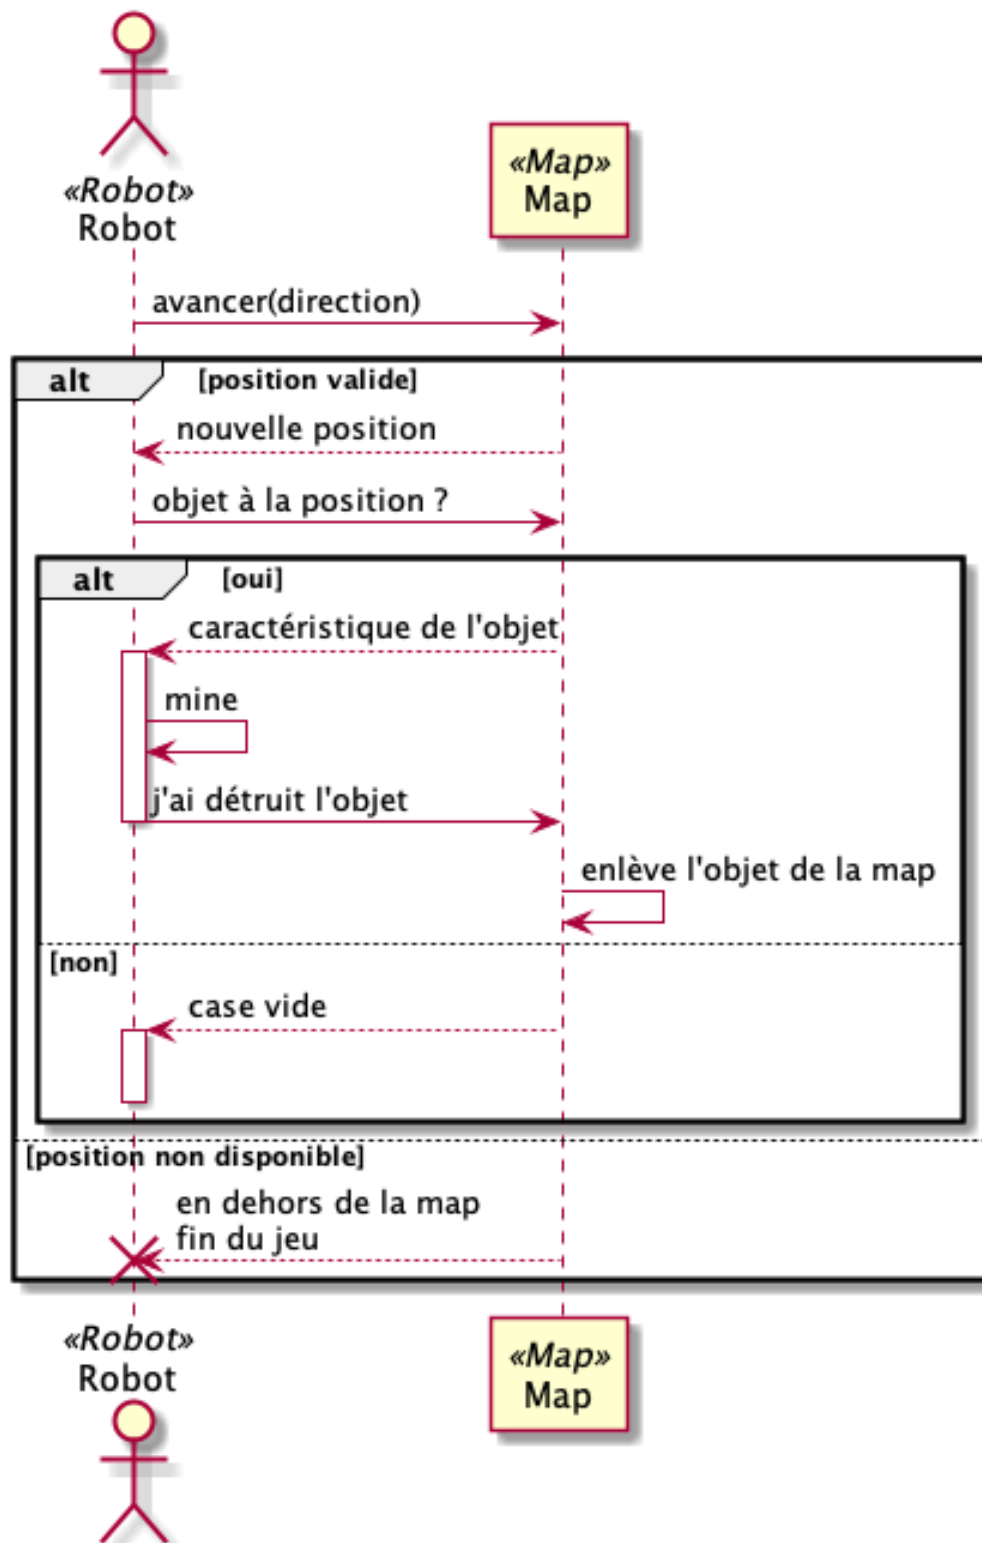 «Robot»
Robot
«Map»
Map
avancer(direction)
alt [position valide]
nouvelle position
objet à la position ?
alt [oui]
caractéristique de l'objet
mine
j'ai détruit l'objet
enlève l'objet de la map
[non]
case vide
[position non disponible]
en dehors de la map
fin du jeu
«Robot»
Robot
«Map»
Map